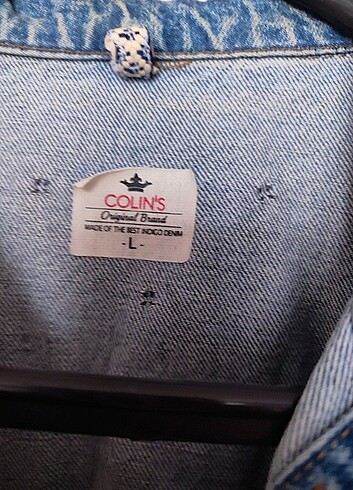 COLIN'S
Original Brand
MADE OF THE BEST INDIGO DENIM
- L -